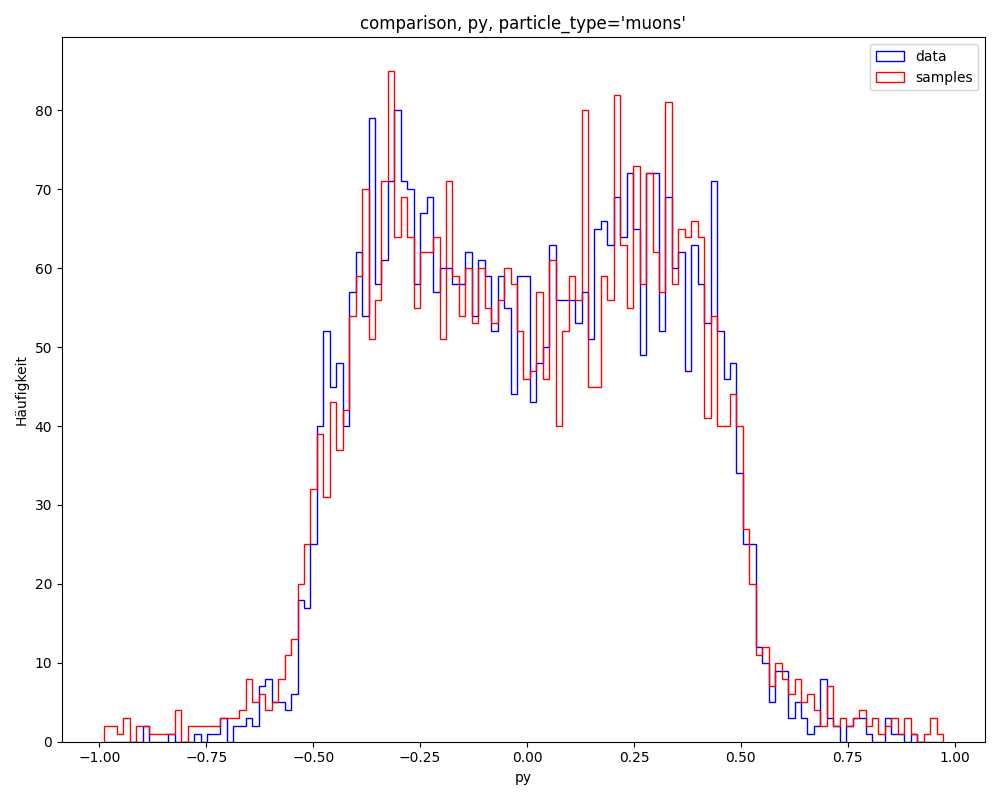 comparison, py, particle_type='muons'
data
samples
Häufigkeit
80
70
60
50
40
30
20
10
0
−1.00 −0.75 −0.50 −0.25 0.00 0.25 0.50 0.75 1.00
py